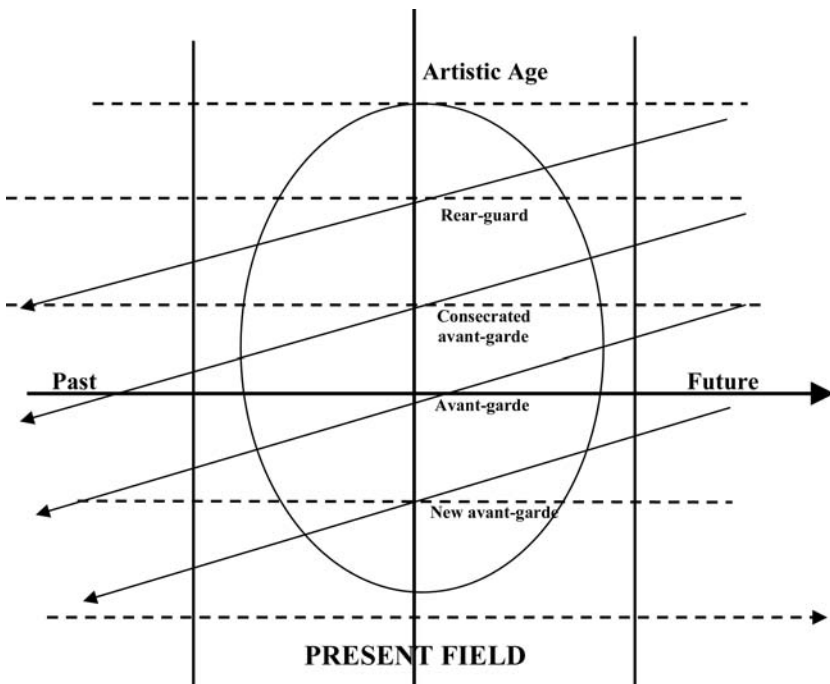 Artistic Age
Rear-guard
Consecrated
avant-garde
Past
Future
Avant-garde
New avant-garde
PRESENT FIELD